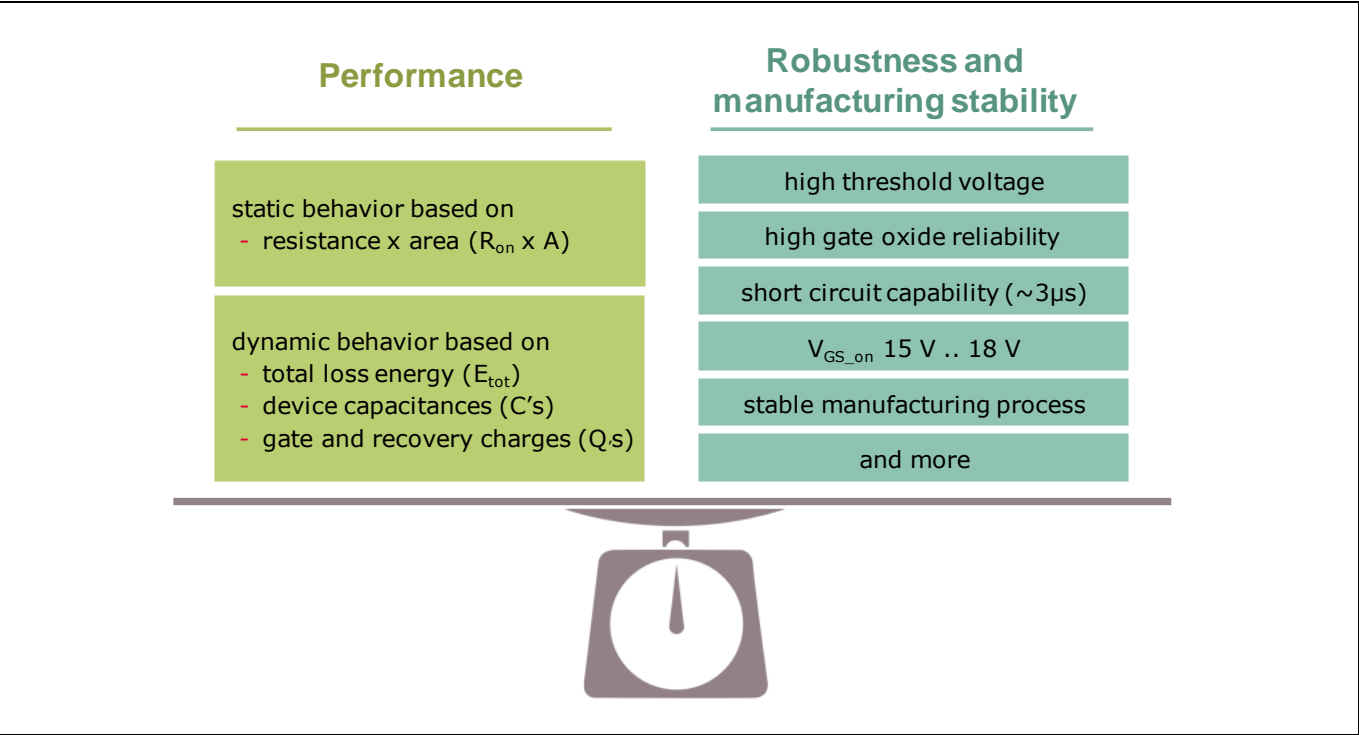 Performance
static behavior based on
- resistance x area (Rₒₙ x A)
dynamic behavior based on
- total loss energy (Eₜₒₜ)
- device capacitances (C’s)
- gate and recovery charges (Q’s)
Robustness and
manufacturing stability
high threshold voltage
high gate oxide reliability
short circuit capability (~3µs)
V_GS_on 15 V .. 18 V
stable manufacturing process
and more